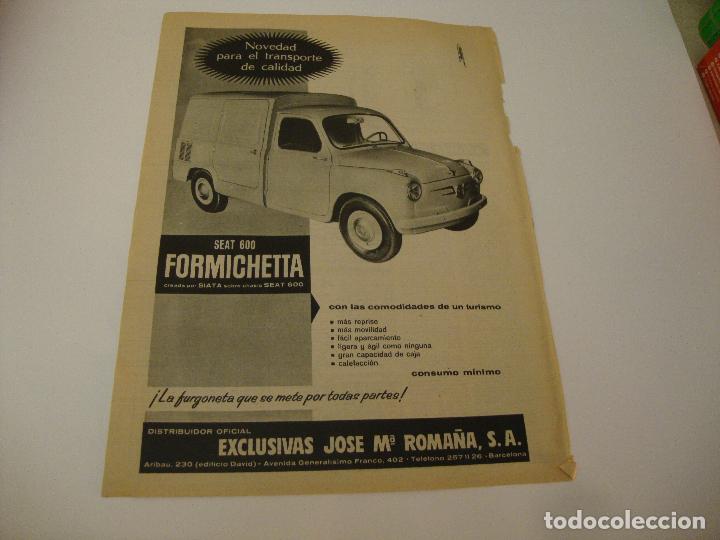 Novedad
para el transporte
de calidad
SEAT 600
FORMICHETTA
creada por SIATA sobre chasis SEAT 600
con las comodidades de un turismo
• más reprise
• más movilidad
• fácil aparcamiento
• ligera y ágil como ninguna
• gran capacidad de caja
• calefacción
consumo mínimo
¡La furgoneta que se mete por todas partes!
DISTRIBUIDOR OFICIAL
EXCLUSIVAS JOSE Mª ROMAÑA, S.A.
Aribau, 230 (edificio David) - Avenida Generalísimo Franco, 402 - Teléfono 257 11 26 - Barcelona
todocoleccion.net